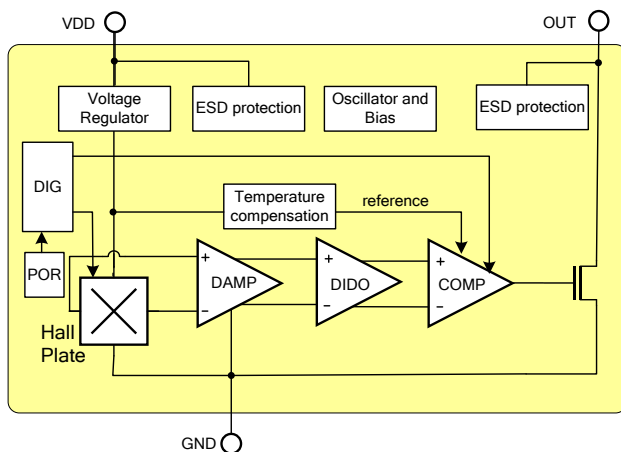 VDD
OUT
Voltage
Regulator
ESD protection
Oscillator and
Bias
ESD protection
DIG
Temperature
compensation
reference
POR
+
DAMP
−
+
DIDO
−
+
COMP
−
Hall
Plate
GND